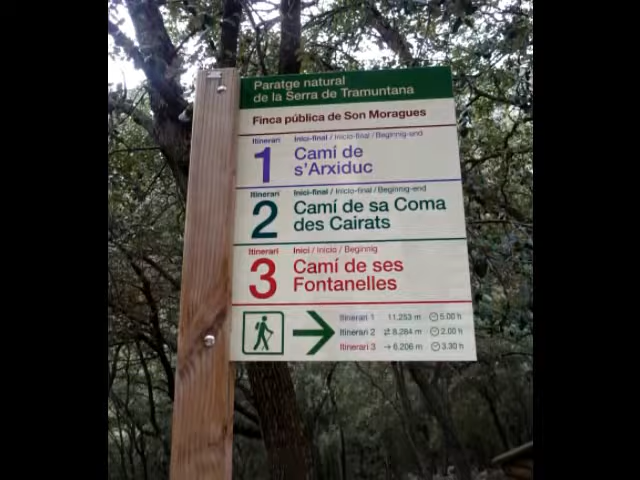 Paratge natural
de la Serra de Tramuntana
Finca pública de Son Moragues
Itinerari Inici-final / Inicio-final / Beginnig-end
1 Camí de
s'Arxiduc
Itinerari Inici-final / Inicio-final / Beginnig-end
2 Camí de sa Coma
des Cairats
Itinerari Inici / Inicio / Beginnig
3 Camí de ses
Fontanelles
Itinerari 1 11.253 m 5.00 h
Itinerari 2 ⇄ 8.284 m 2.00 h
Itinerari 3 → 6.206 m 3.30 h